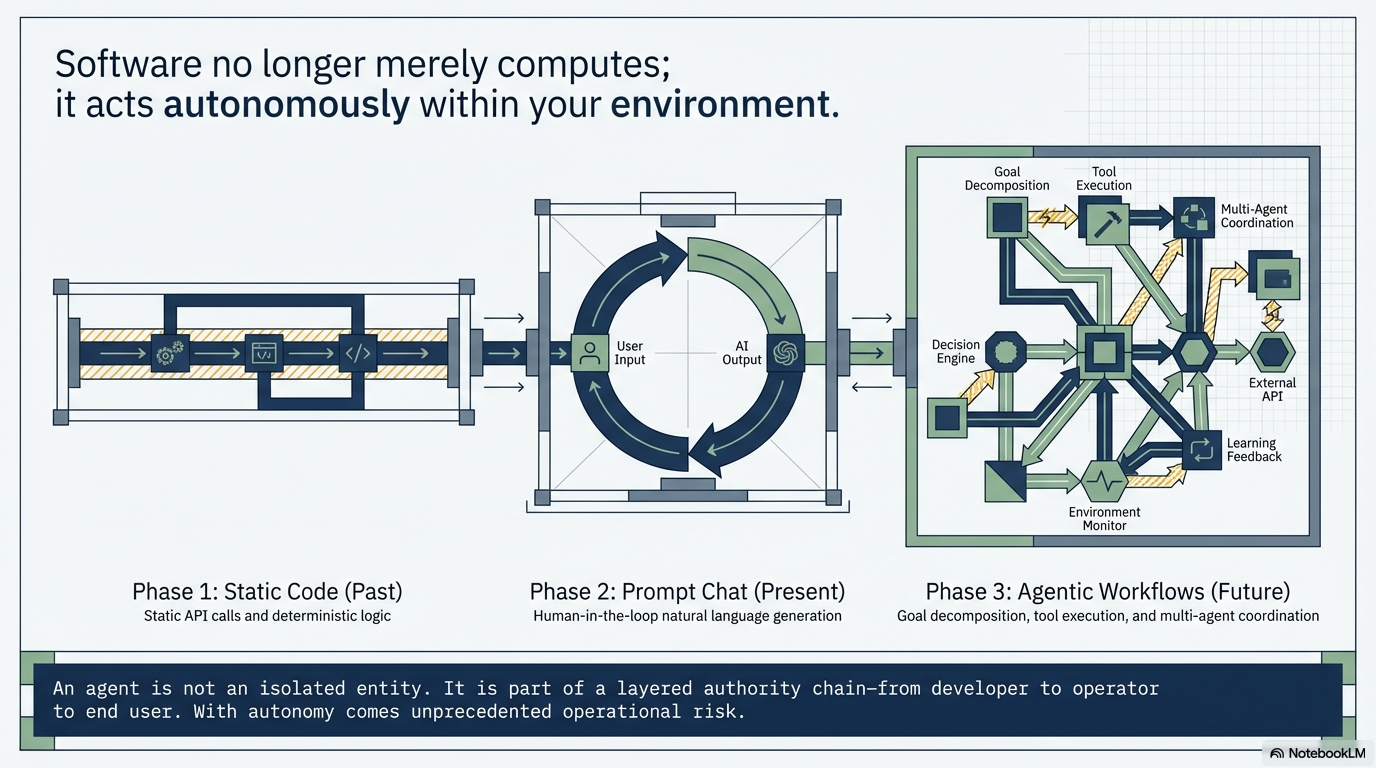 Software no longer merely computes;
it acts autonomously within your environment.
User
Input
AI
Output
Goal
Decomposition
Tool
Execution
Multi-Agent
Coordination
Decision
Engine
External
API
Learning
Feedback
Environment
Monitor
Phase 1: Static Code (Past)
Static API calls and deterministic logic
Phase 2: Prompt Chat (Present)
Human-in-the-loop natural language generation
Phase 3: Agentic Workflows (Future)
Goal decomposition, tool execution, and multi-agent coordination
An agent is not an isolated entity. It is part of a layered authority chain—from developer to operator
to end user. With autonomy comes unprecedented operational risk.
NotebookLM